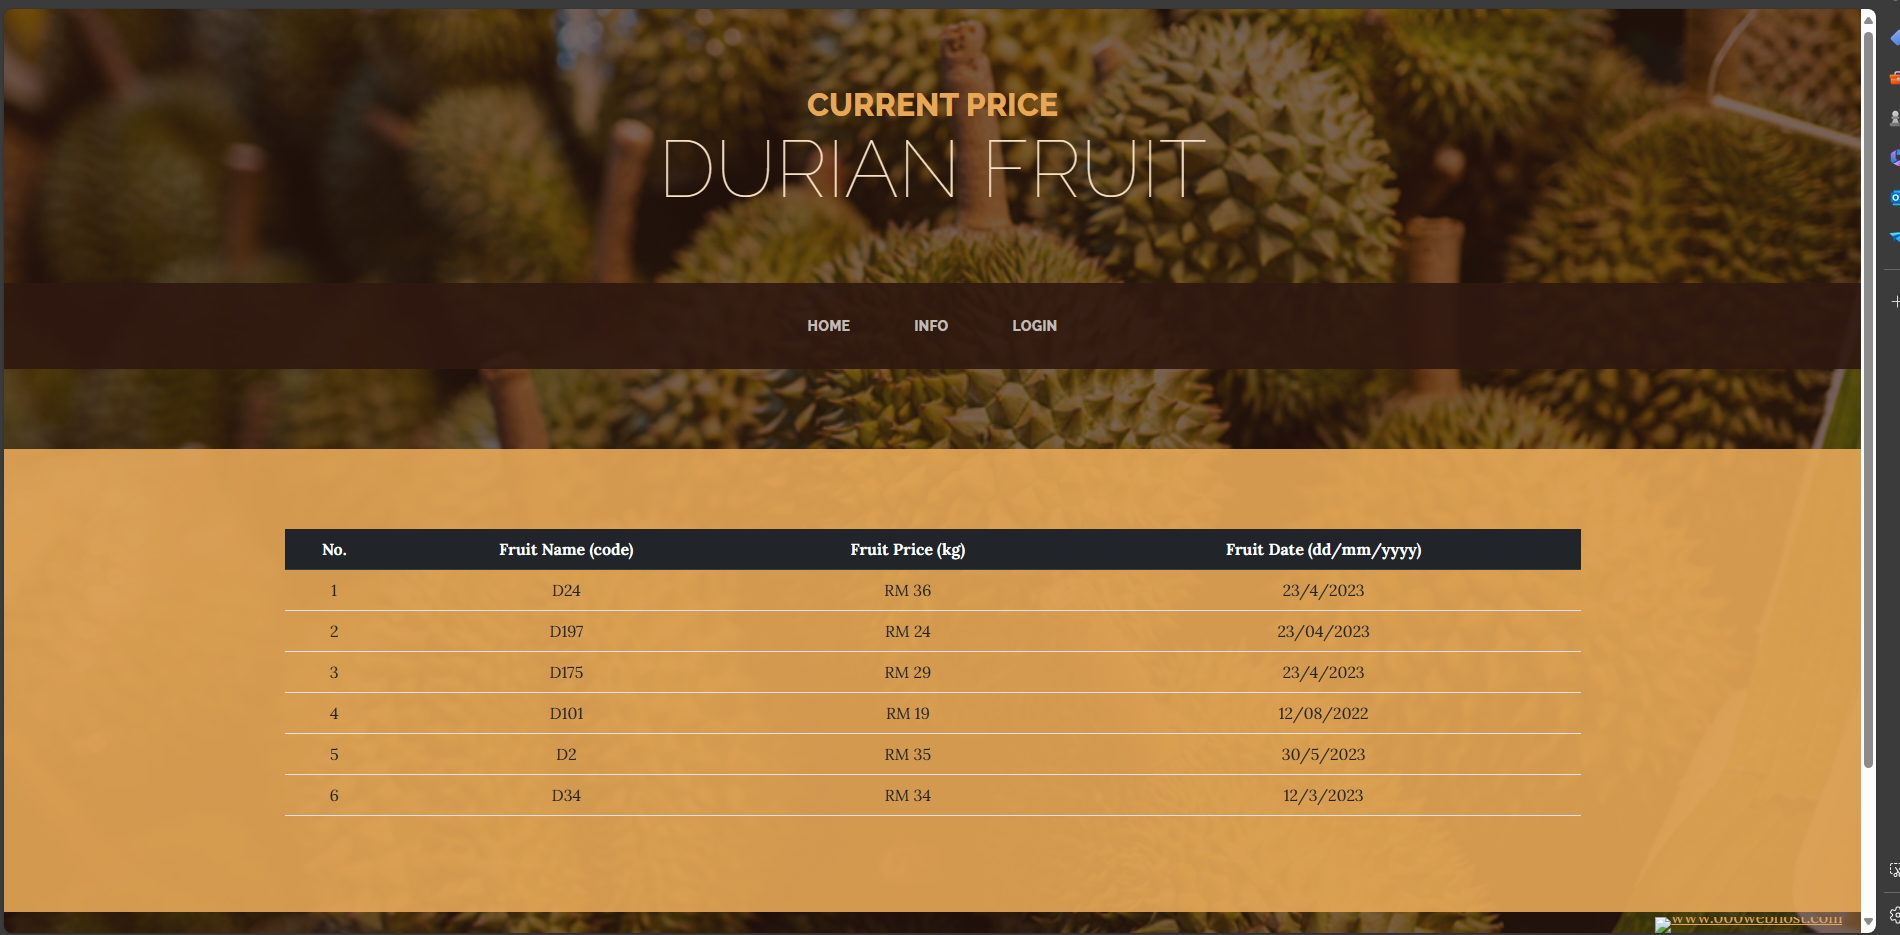 CURRENT PRICE
DURIAN FRUIT
HOME INFO LOGIN
No. Fruit Name (code) Fruit Price (kg) Fruit Date (dd/mm/yyyy)
1 D24 RM 36 23/4/2023
2 D197 RM 24 23/04/2023
3 D175 RM 29 23/4/2023
4 D101 RM 19 12/08/2022
5 D2 RM 35 30/5/2023
6 D34 RM 34 12/3/2023
www.000webhost.com